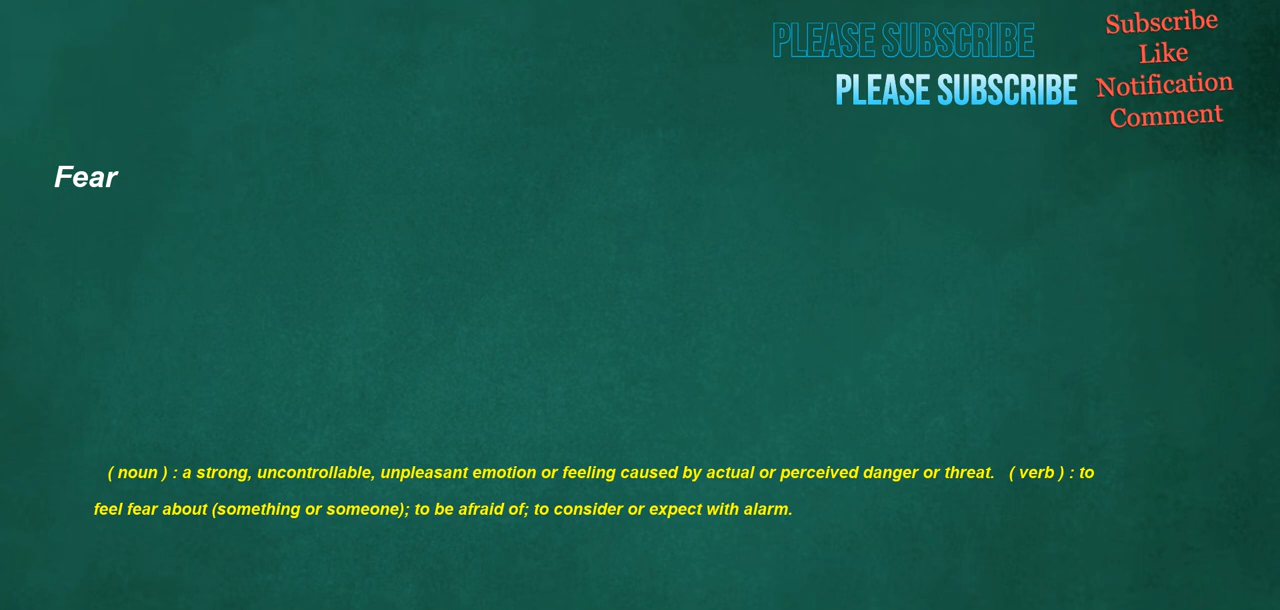 PLEASE SUBSCRIBE
PLEASE SUBSCRIBE
Subscribe
Like
Notification
Comment
Fear
( noun ) : a strong, uncontrollable, unpleasant emotion or feeling caused by actual or perceived danger or threat. ( verb ) : to
feel fear about (something or someone); to be afraid of; to consider or expect with alarm.